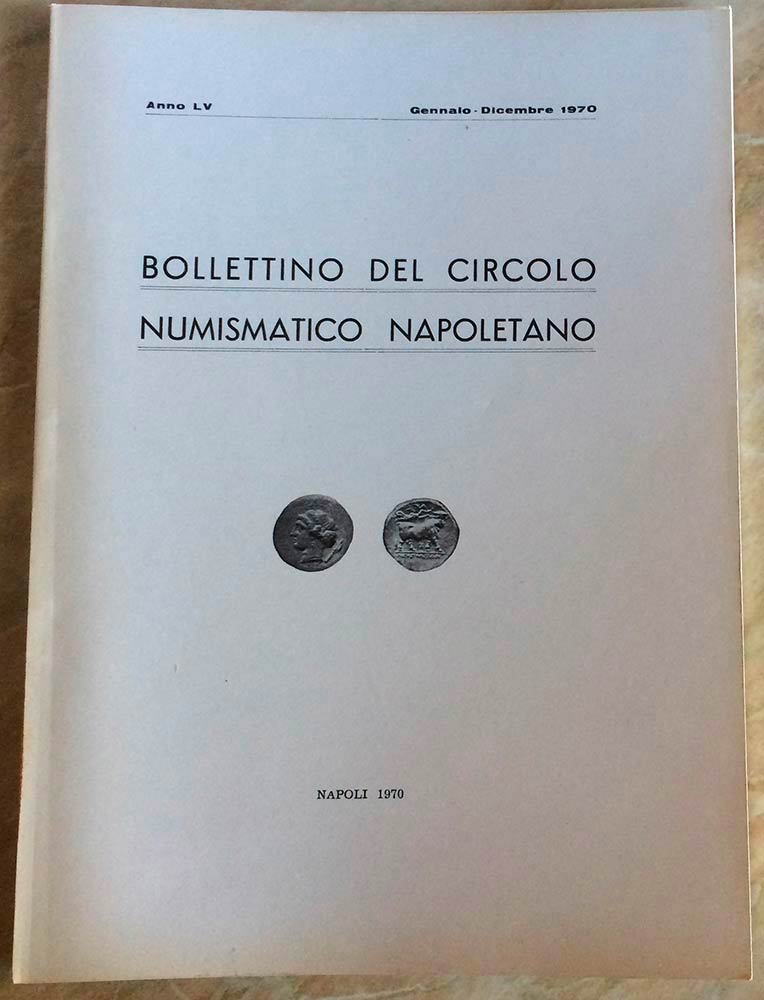 Anno LV Gennaio - Dicembre 1970
BOLLETTINO DEL CIRCOLO
NUMISMATICO NAPOLETANO
NAPOLI 1970